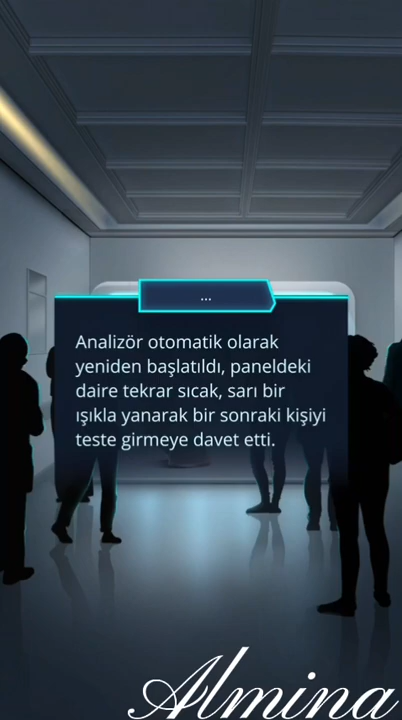 ...
Analizör otomatik olarak
yeniden başlatıldı, paneldeki
daire tekrar sıcak, sarı bir
ışıkla yanarak bir sonraki kişiyi
teste girmeye davet etti.
Almina